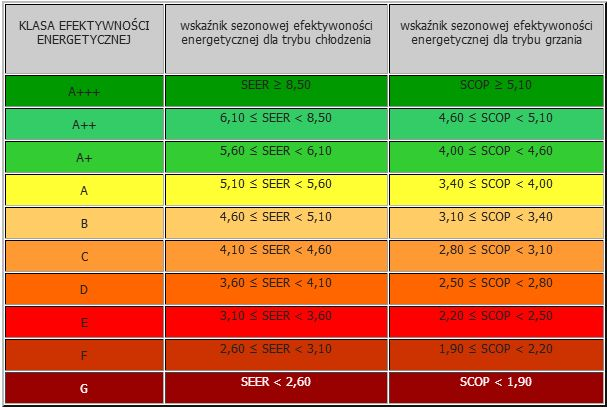 KLASA EFEKTYWNOŚCI
ENERGETYCZNEJ
wskaźnik sezonowej efektywoności
energetycznej dla trybu chłodzenia
wskaźnik sezonowej efektywoności
energetycznej dla trybu grzania
A+++ SEER ≥ 8,50 SCOP ≥ 5,10
A++ 6,10 ≤ SEER < 8,50 4,60 ≤ SCOP < 5,10
A+ 5,60 ≤ SEER < 6,10 4,00 ≤ SCOP < 4,60
A 5,10 ≤ SEER < 5,60 3,40 ≤ SCOP < 4,00
B 4,60 ≤ SEER < 5,10 3,10 ≤ SCOP < 3,40
C 4,10 ≤ SEER < 4,60 2,80 ≤ SCOP < 3,10
D 3,60 ≤ SEER < 4,10 2,50 ≤ SCOP < 2,80
E 3,10 ≤ SEER < 3,60 2,20 ≤ SCOP < 2,50
F 2,60 ≤ SEER < 3,10 1,90 ≤ SCOP < 2,20
G SEER < 2,60 SCOP < 1,90